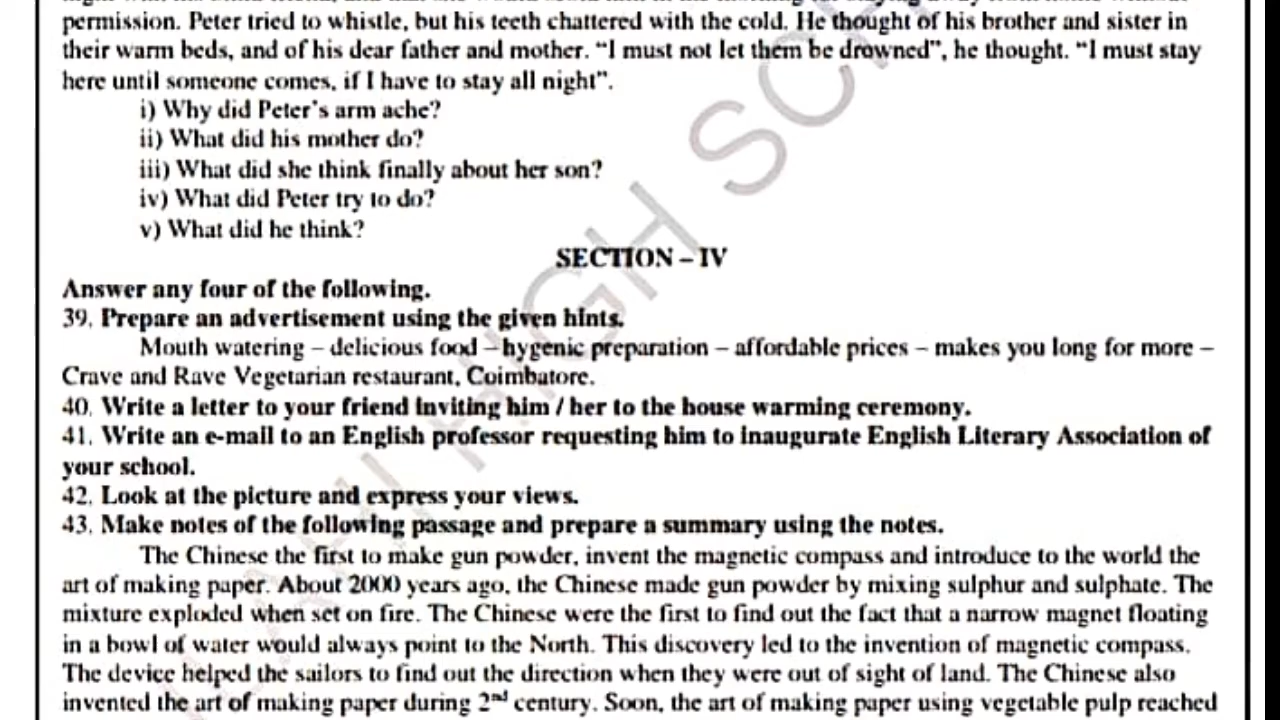 permission. Peter tried to whistle, but his teeth chattered with the cold. He thought of his brother and sister in
their warm beds, and of his dear father and mother. “I must not let them be drowned”, he thought. “I must stay
here until someone comes, if I have to stay all night”.
i) Why did Peter’s arm ache?
ii) What did his mother do?
iii) What did she think finally about her son?
iv) What did Peter try to do?
v) What did he think?
SECTION – IV
Answer any four of the following.
39. Prepare an advertisement using the given hints.
Mouth watering – delicious food – hygenic preparation – affordable prices – makes you long for more –
Crave and Rave Vegetarian restaurant, Coimbatore.
40. Write a letter to your friend inviting him / her to the house warming ceremony.
41. Write an e-mail to an English professor requesting him to inaugurate English Literary Association of
your school.
42. Look at the picture and express your views.
43. Make notes of the following passage and prepare a summary using the notes.
The Chinese the first to make gun powder, invent the magnetic compass and introduce to the world the
art of making paper. About 2000 years ago, the Chinese made gun powder by mixing sulphur and sulphate. The
mixture exploded when set on fire. The Chinese were the first to find out the fact that a narrow magnet floating
in a bowl of water would always point to the North. This discovery led to the invention of magnetic compass.
The device helped the sailors to find out the direction when they were out of sight of land. The Chinese also
invented the art of making paper during 2nd century. Soon, the art of making paper using vegetable pulp reached
HIGH SC